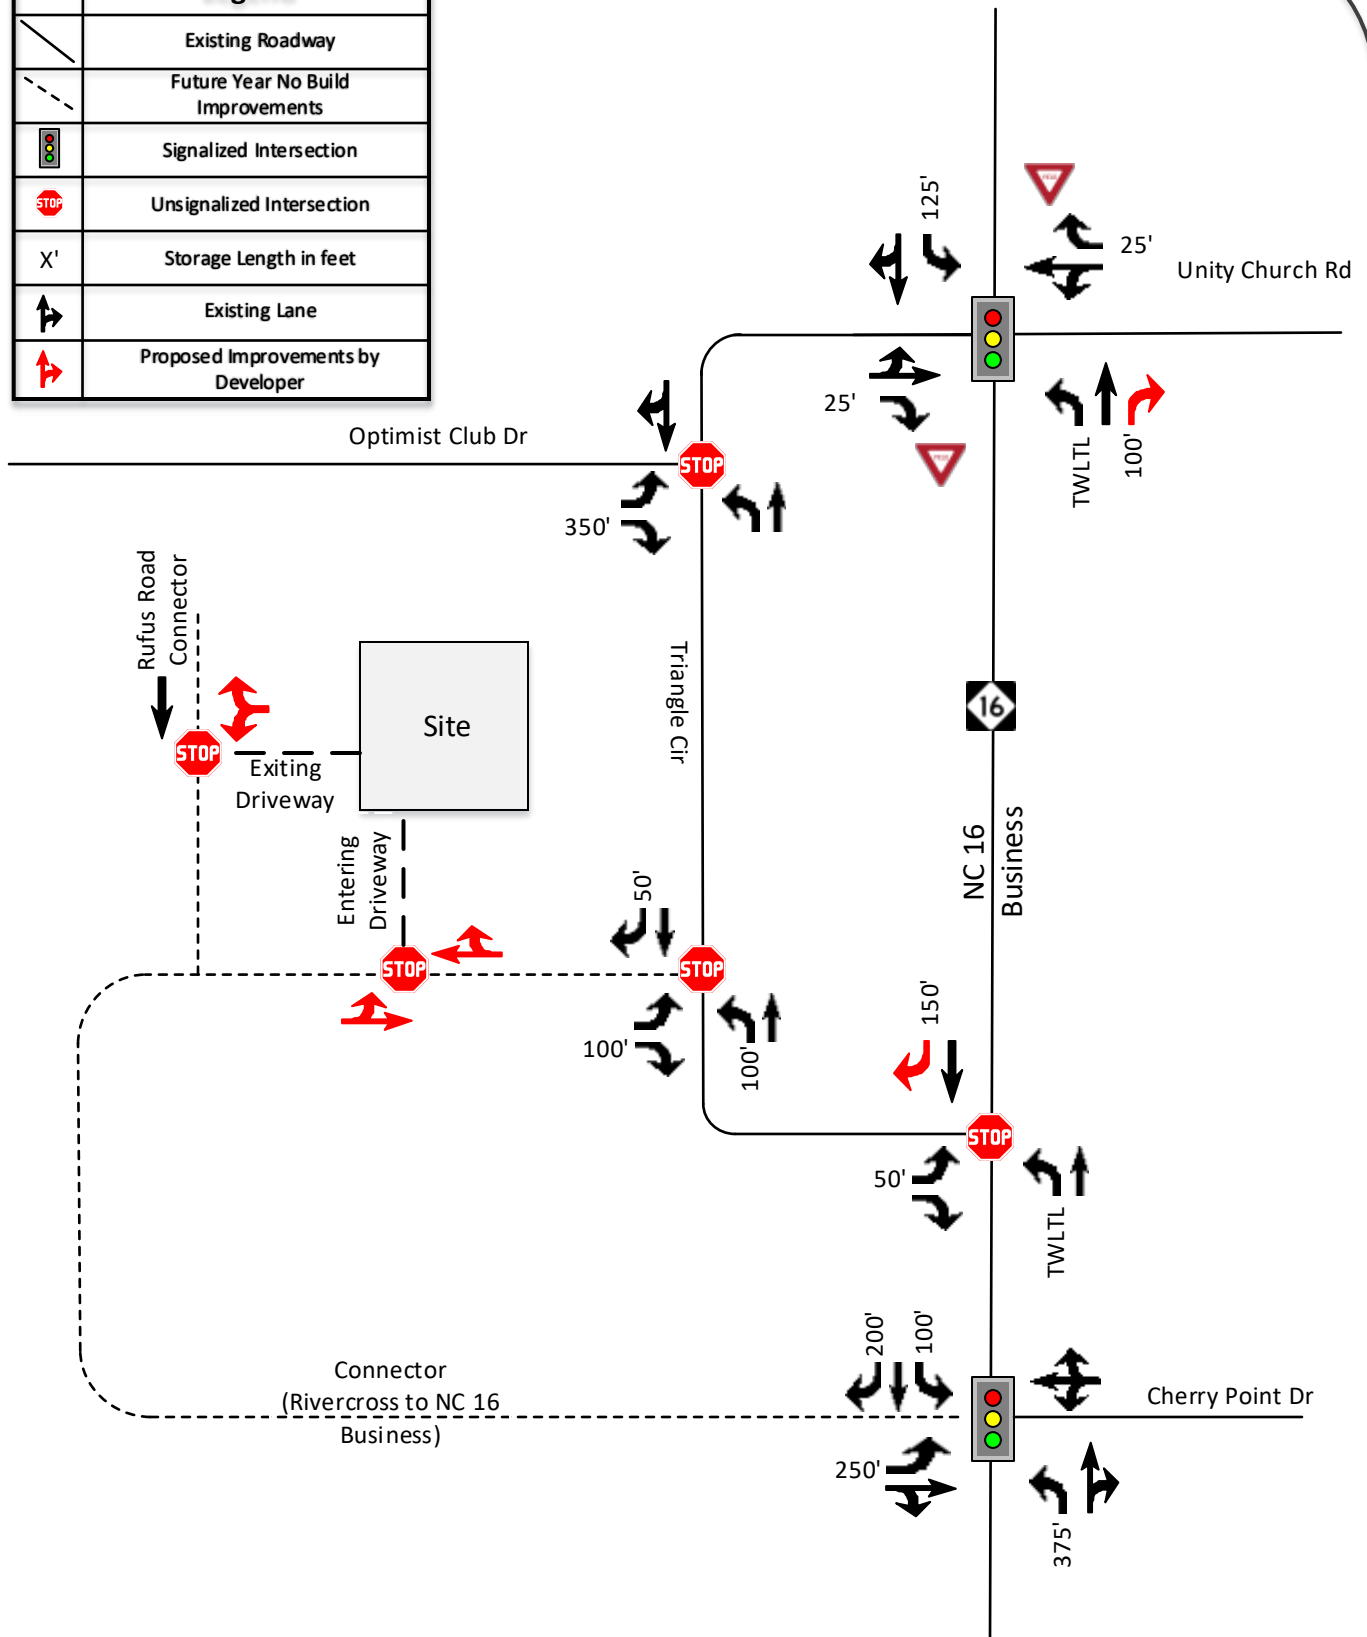 Existing Roadway
Future Year No Build
Improvements
Signalized Intersection
STOP
Unsignalized Intersection
X'
Storage Length in feet
Existing Lane
Proposed Improvements by
Developer
125'
25'
Unity Church Rd
25'
TWLTL
100'
Optimist Club Dr
STOP
350'
Rufus Road
Connector
STOP
Exiting
Driveway
Site
Triangle Cir
16
NC 16
Business
Entering
Driveway
STOP
50'
STOP
100'
100'
150'
STOP
50'
TWLTL
200'
100'
Connector
(Rivercross to NC 16
Business)
Cherry Point Dr
250'
375'